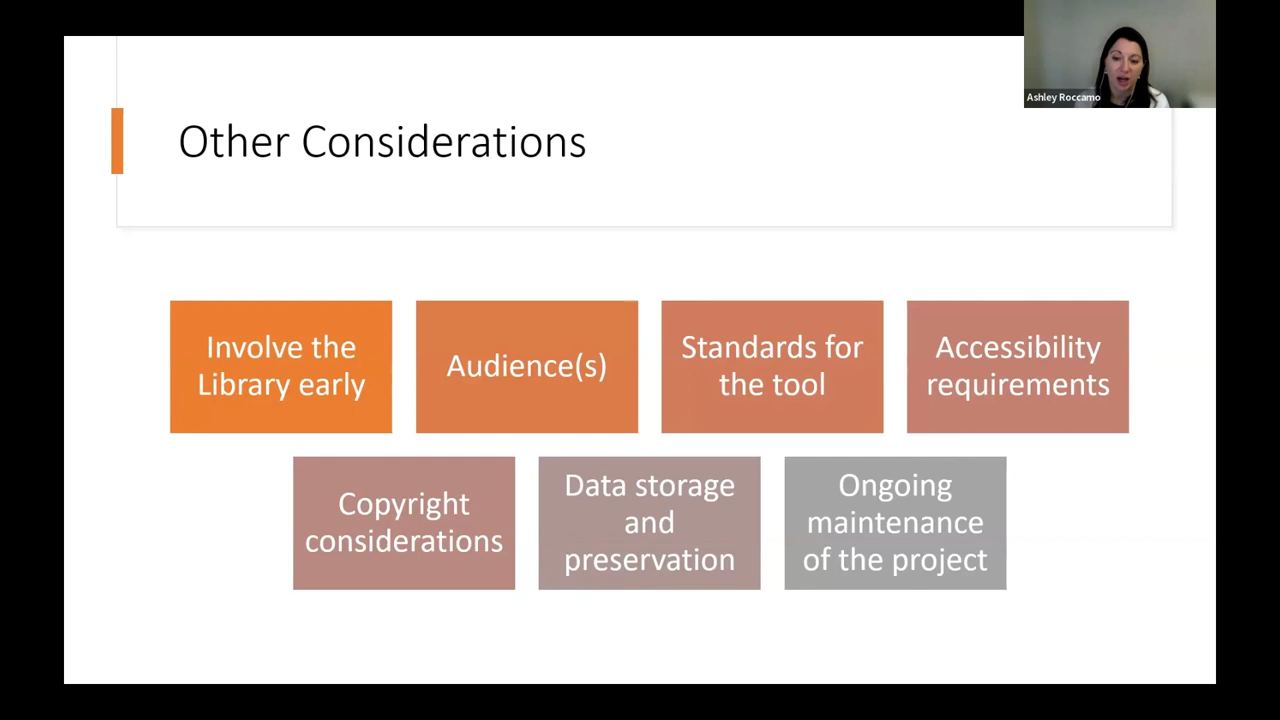 Ashley Roccamo
Other Considerations
Involve the
Library early
Audience(s)
Standards for
the tool
Accessibility
requirements
Copyright
considerations
Data storage
and
preservation
Ongoing
maintenance
of the project